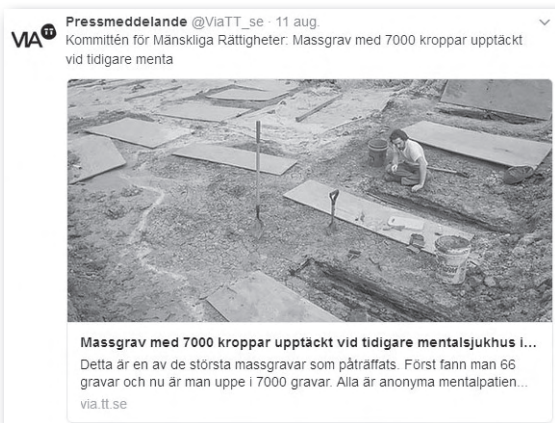 VIA TT
Pressmeddelande @ViaTT_se · 11 aug.
Kommittén för Mänskliga Rättigheter: Massgrav med 7000 kroppar upptäckt
vid tidigare menta
Massgrav med 7000 kroppar upptäckt vid tidigare mentalsjukhus i...
Detta är en av de största massgravar som påträffats. Först fann man 66
gravar och nu är man uppe i 7000 gravar. Alla är anonyma mentalpatien...
via.tt.se